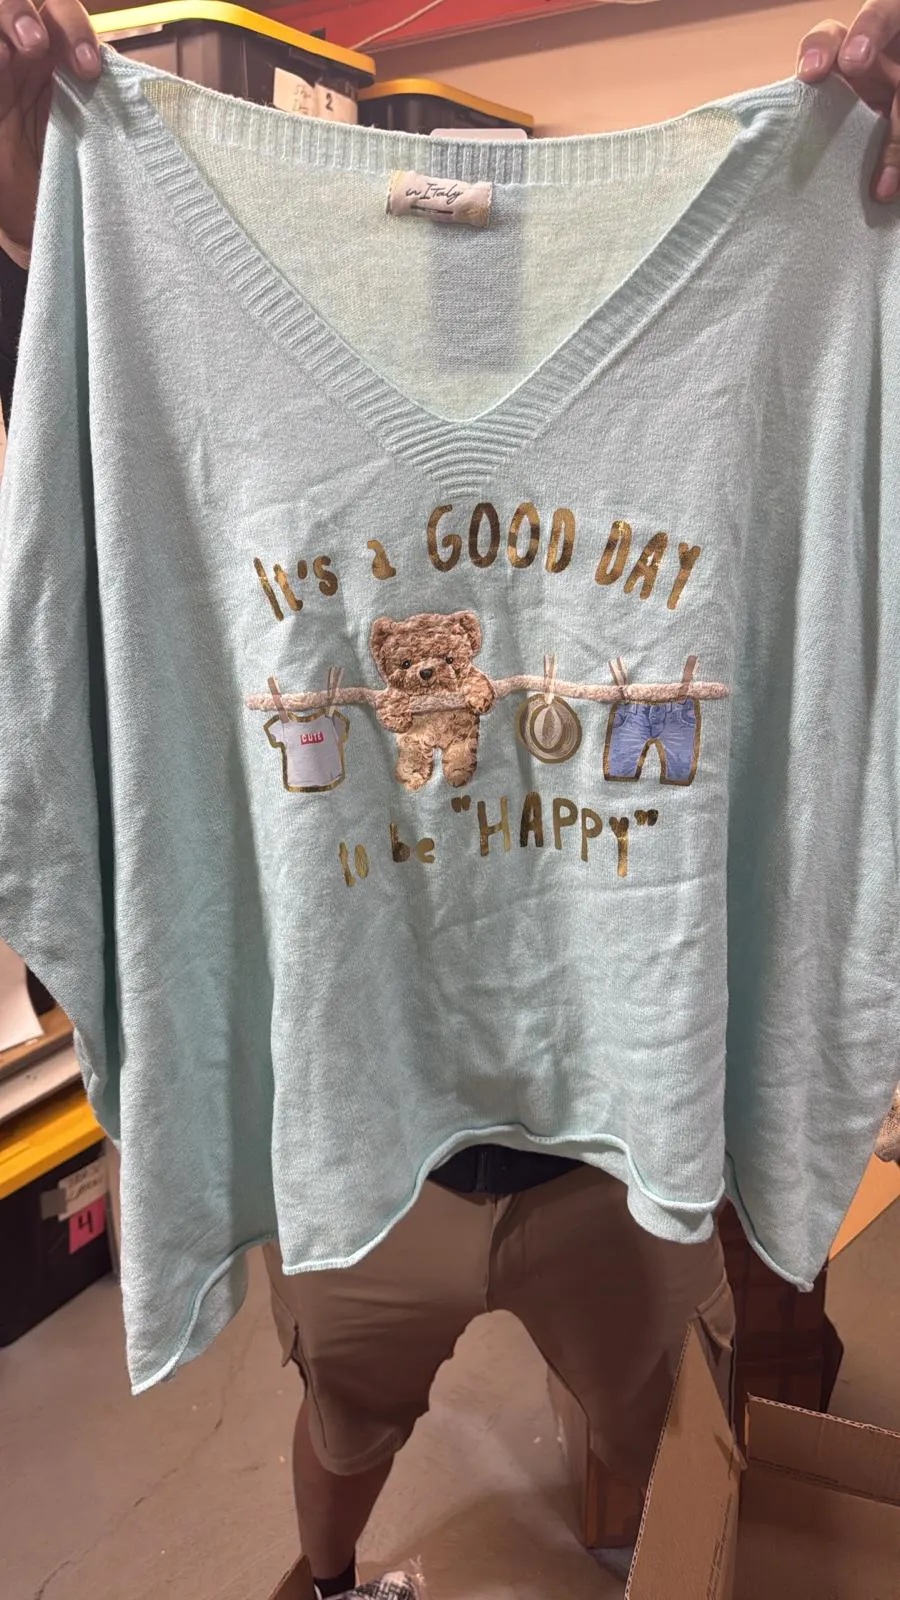 2
in Italy
It's a GOOD DAY
CUTE
to be "HAPPY"
4